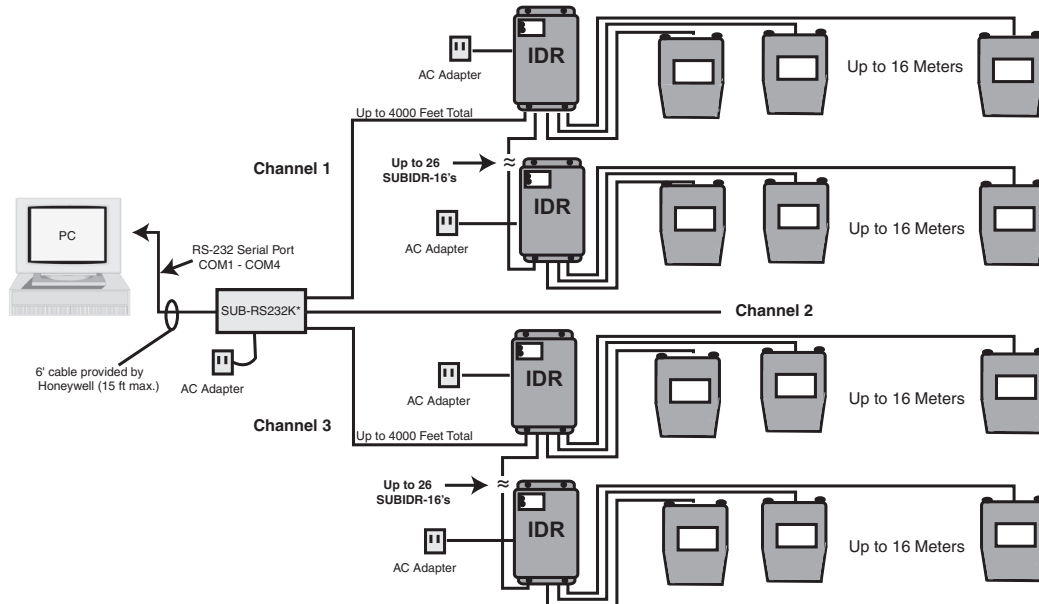 IDR
AC Adapter
Up to 16 Meters
Up to 4000 Feet Total
Channel 1
Up to 26
SUBIDR-16's
IDR
AC Adapter
Up to 16 Meters
PC
RS-232 Serial Port
COM1 - COM4
SUB-RS232K*
Channel 2
6' cable provided by
Honeywell (15 ft max.)
AC Adapter
IDR
AC Adapter
Up to 16 Meters
Channel 3
Up to 4000 Feet Total
Up to 26
SUBIDR-16's
IDR
AC Adapter
Up to 16 Meters